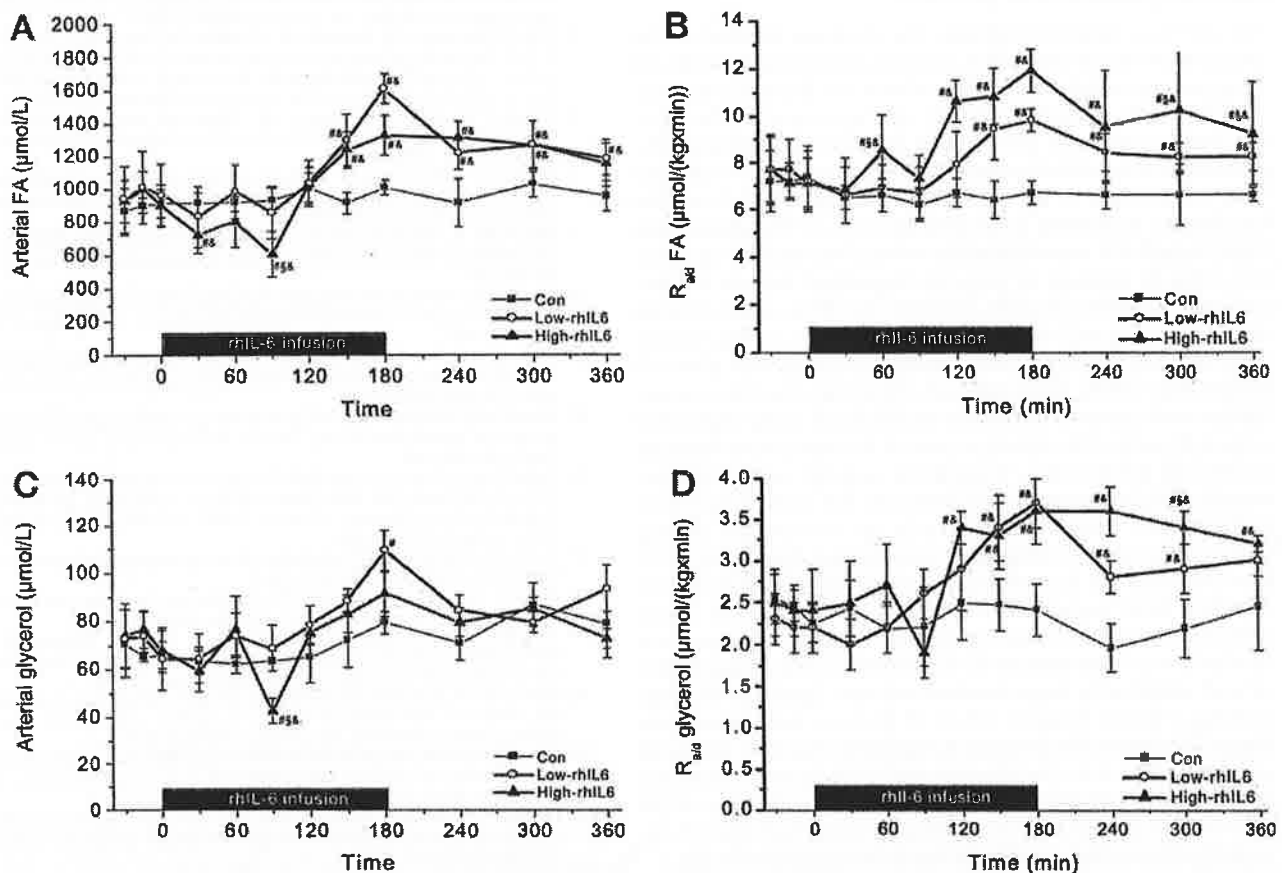 A
Arterial FA (µmol/L)
2000
1800
1600
1400
1200
1000
800
600
400
200
0
#&
#§&
#&
#&
#&
#&
#&
#&
#&
#&
#&
Con
Low-rhIL6
High-rhIL6
rhIL-6 infusion
0 60 120 180 240 300 360
Time
B
Ra/d FA (µmol/(kgxmin))
14
12
10
8
6
4
2
0
#§&
#&
#&
#&
#&
#&
#&
#&
#§&
#&
#§&
#&
Con
Low-rhIL6
High-rhIL6
rhIl-6 infusion
0 60 120 180 240 300 360
Time (min)
C
Arterial glycerol (µmol/L)
140
120
100
80
60
40
20
0
#§&
#
Con
Low-rhIL6
High-rhIL6
rhIL-6 infusion
0 60 120 180 240 300 360
Time
D
Ra/d glycerol (µmol/(kgxmin)
4.0
3.5
3.0
2.5
2.0
1.5
1.0
0.5
0.0
#&
#&
#&
#&
#&
#&
#&
#§&
#&
#&
Con
Low-rhIL6
High-rhIL6
rhIl-6 infusion
0 60 120 180 240 300 360
Time (min)